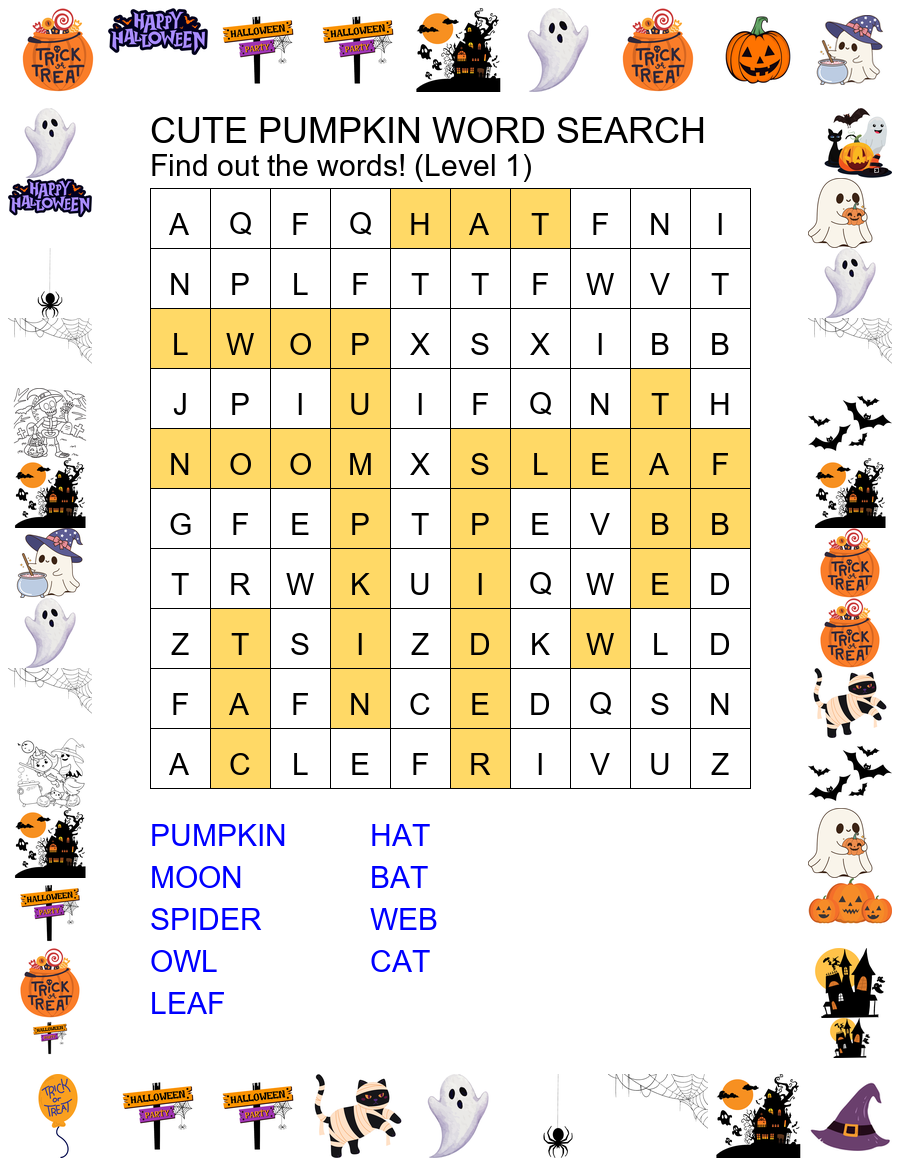 TRICK
or
TREAT
HAPPY
HALLOWEEN
HALLOWEEN
PARTY
HALLOWEEN
PARTY
TRICK
or
TREAT
HAPPY
HALLOWEEN
CUTE PUMPKIN WORD SEARCH
Find out the words! (Level 1)
A Q F Q H A T F N I
N P L F T T F W V T
L W O P X S X I B B
J P I U I F Q N T H
N O O M X S L E A F
G F E P T P E V B B
T R W K U I Q W E D
Z T S I Z D K W L D
F A F N C E D Q S N
A C L E F R I V U Z
TRICK
or
TREAT
TRICK
or
TREAT
PUMPKIN HAT
MOON BAT
SPIDER WEB
OWL CAT
LEAF
HALLOWEEN
PARTY
TRICK
or
TREAT
HALLOWEEN
PARTY
TRICK
or
TREAT
HALLOWEEN
PARTY
HALLOWEEN
PARTY